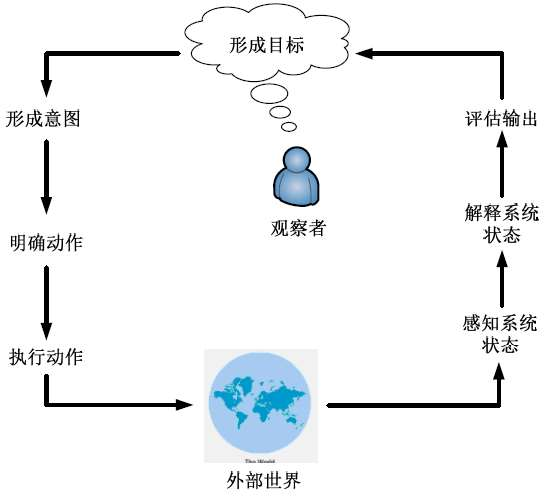 形成目标
形成意图
评估输出
观察者
解释系统
状态
明确动作
感知系统
状态
执行动作
The World
外部世界